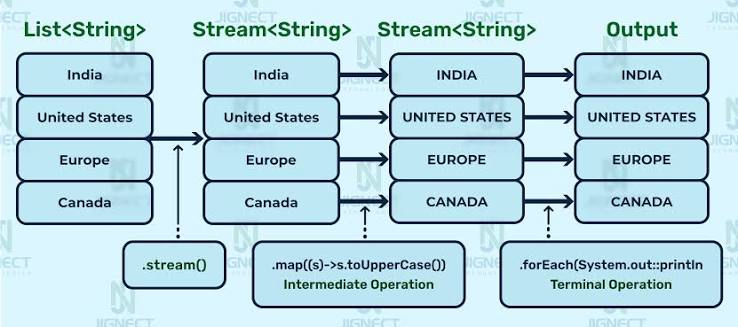 List<String>
Stream<String>
Stream<String>
Output
India
India
INDIA
INDIA
United States
United States
UNITED STATES
UNITED STATES
Europe
Europe
EUROPE
EUROPE
Canada
Canada
CANADA
CANADA
.stream()
.map((s)->s.toUpperCase())
Intermediate Operation
.forEach(System.out::println
Terminal Operation
JIGNECT